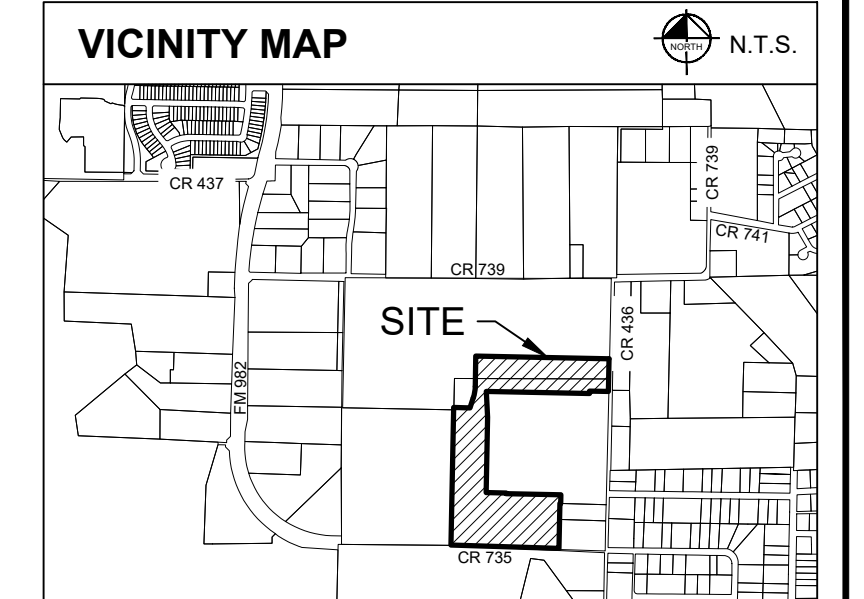 VICINITY MAP
NORTH
N.T.S.
CR 437
CR 739
CR 741
CR 739
SITE
CR 436
FM 982
CR 735